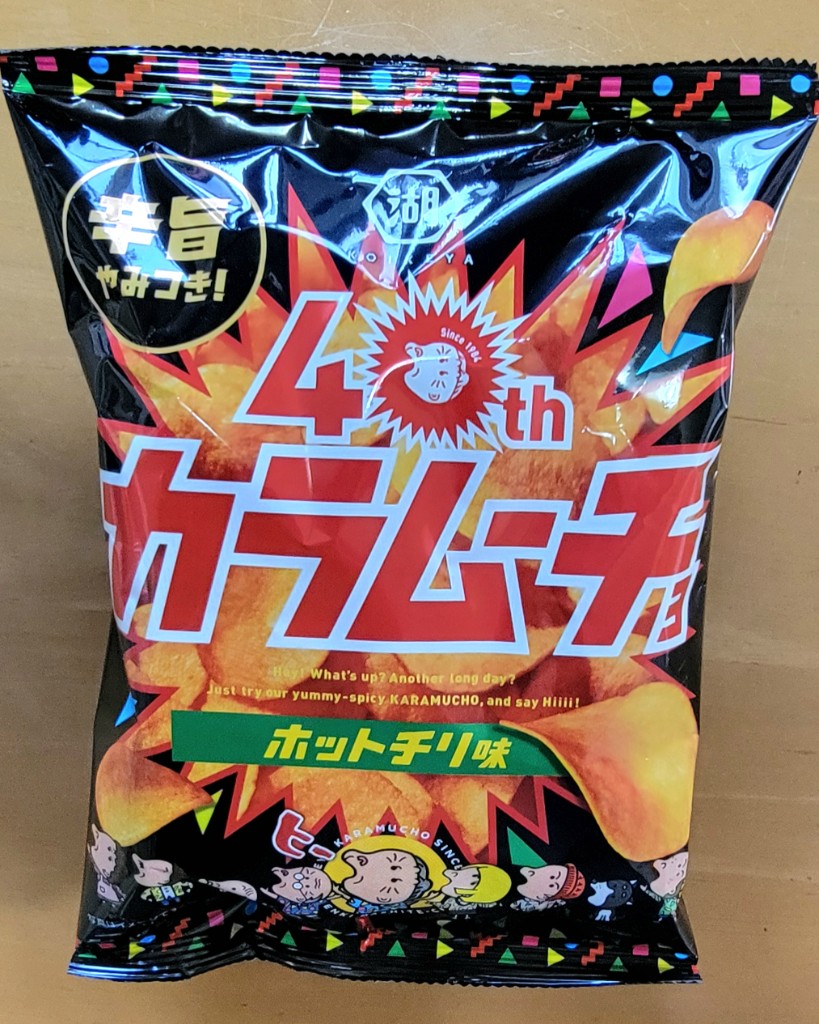 辛旨
やみつき!
湖
Since 1984
40th
カラムーチョ
Hey! What's up? Another long day?
Just try our yummy-spicy KARAMUCHO, and say Hiiii!
ホットチリ味
ヒー
KARAMUCHO SINCE